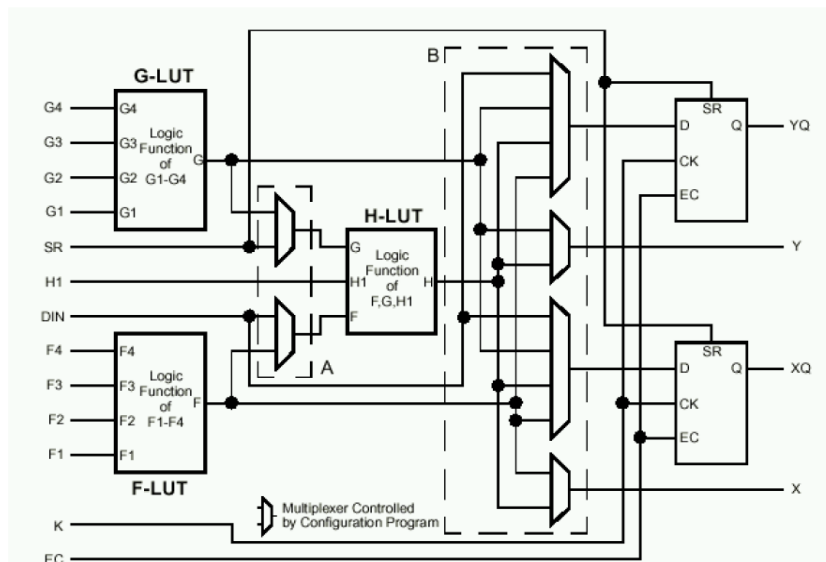 G-LUT
G4
G3
G2
G1
G4
G3
G2
G1
Logic
Function
of
G1-G4
G
SR
H1
DIN
A
H-LUT
G
H1
F
Logic
Function
of
F,G,H1
H
F4
F3
F2
F1
F4
F3
F2
F1
Logic
Function
of
F1-F4
F
F-LUT
K
EC
Multiplexer Controlled
by Configuration Program
B
SR
D
Q
CK
EC
YQ
Y
SR
D
Q
CK
EC
XQ
X